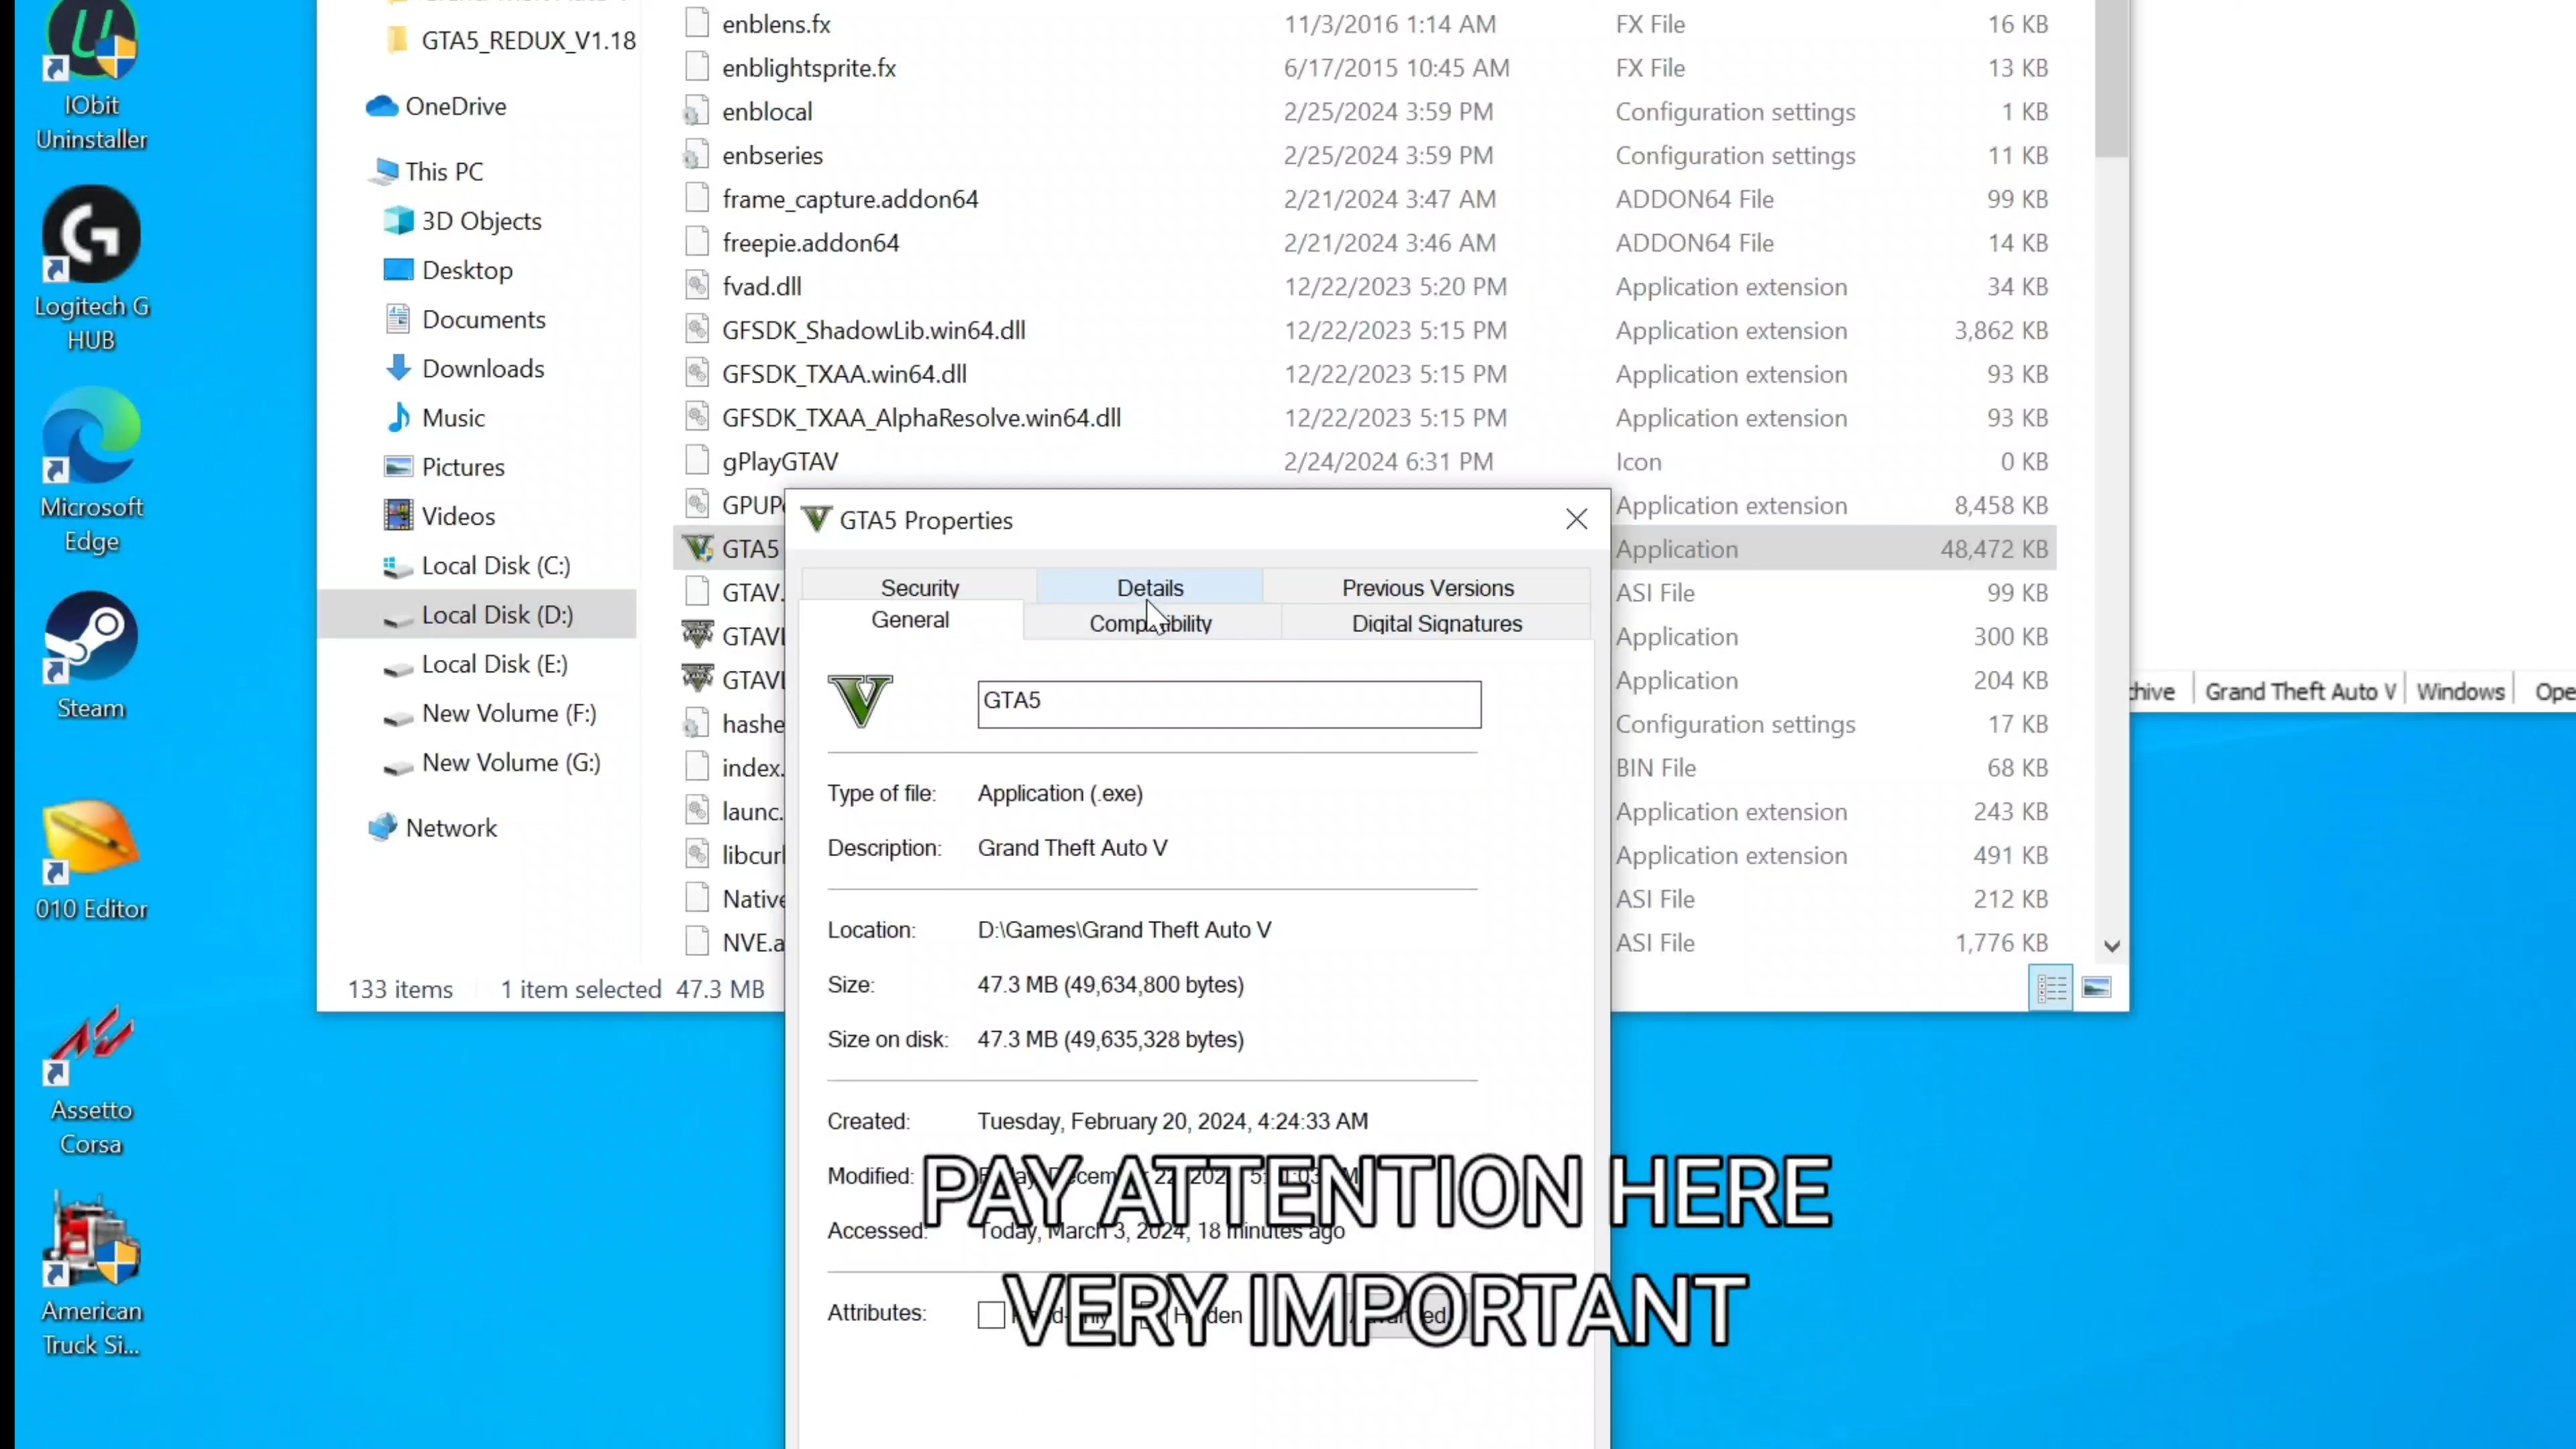 IObit
Uninstaller
Logitech G
HUB
Microsoft
Edge
Steam
010 Editor
Assetto
Corsa
American
Truck Si...
GTA5_REDUX_V1.18
OneDrive
This PC
3D Objects
Desktop
Documents
Downloads
Music
Pictures
Videos
Local Disk (C:)
Local Disk (D:)
Local Disk (E:)
New Volume (F:)
New Volume (G:)
Network
enblens.fx 11/3/2016 1:14 AM FX File 16 KB
enblightsprite.fx 6/17/2015 10:45 AM FX File 13 KB
enblocal 2/25/2024 3:59 PM Configuration settings 1 KB
enbseries 2/25/2024 3:59 PM Configuration settings 11 KB
frame_capture.addon64 2/21/2024 3:47 AM ADDON64 File 99 KB
freepie.addon64 2/21/2024 3:46 AM ADDON64 File 14 KB
fvad.dll 12/22/2023 5:20 PM Application extension 34 KB
GFSDK_ShadowLib.win64.dll 12/22/2023 5:15 PM Application extension 3,862 KB
GFSDK_TXAA.win64.dll 12/22/2023 5:15 PM Application extension 93 KB
GFSDK_TXAA_AlphaResolve.win64.dll 12/22/2023 5:15 PM Application extension 93 KB
gPlayGTAV 2/24/2024 6:31 PM Icon 0 KB
Application extension 8,458 KB
GTA5 Application 48,472 KB
GTAV. ASI File 99 KB
Application 300 KB
Application 204 KB
hashe Configuration settings 17 KB
index. BIN File 68 KB
launc. Application extension 243 KB
libcurl Application extension 491 KB
Native ASI File 212 KB
NVE.a ASI File 1,776 KB
133 items 1 item selected 47.3 MB
GTA5 Properties
Security Details Previous Versions
General Compatibility Digital Signatures
GTA5
Type of file: Application (.exe)
Description: Grand Theft Auto V
Location: D:\Games\Grand Theft Auto V
Size: 47.3 MB (49,634,800 bytes)
Size on disk: 47.3 MB (49,635,328 bytes)
Created: Tuesday, February 20, 2024, 4:24:33 AM
Modified:
Accessed: Today, March 3, 2024, 18 minutes ago
Attributes:
PAY ATTENTION HERE
VERY IMPORTANT
Grand Theft Auto V Windows